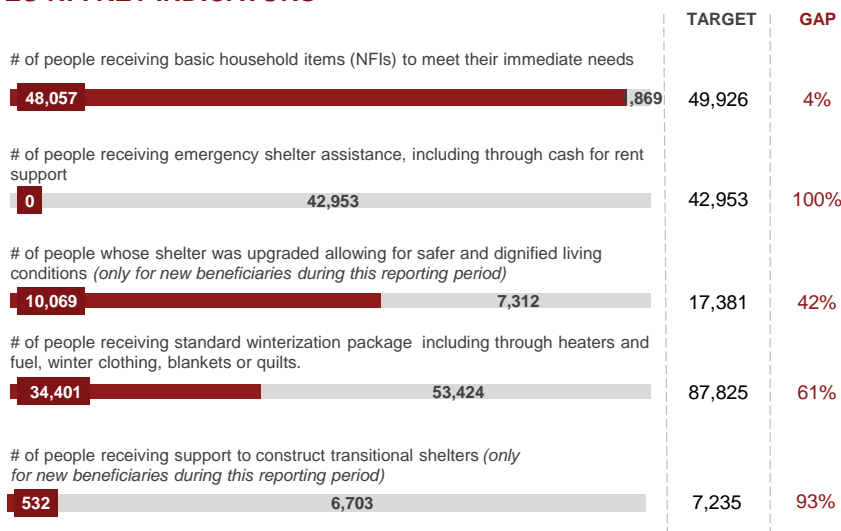 TARGET GAP
# of people receiving basic household items (NFIs) to meet their immediate needs
48,057 ,869 49,926 4%
# of people receiving emergency shelter assistance, including through cash for rent
support
0 42,953 42,953 100%
# of people whose shelter was upgraded allowing for safer and dignified living
conditions (only for new beneficiaries during this reporting period)
10,069 7,312 17,381 42%
# of people receiving standard winterization package including through heaters and
fuel, winter clothing, blankets or quilts.
34,401 53,424 87,825 61%
# of people receiving support to construct transitional shelters (only
for new beneficiaries during this reporting period)
532 6,703 7,235 93%